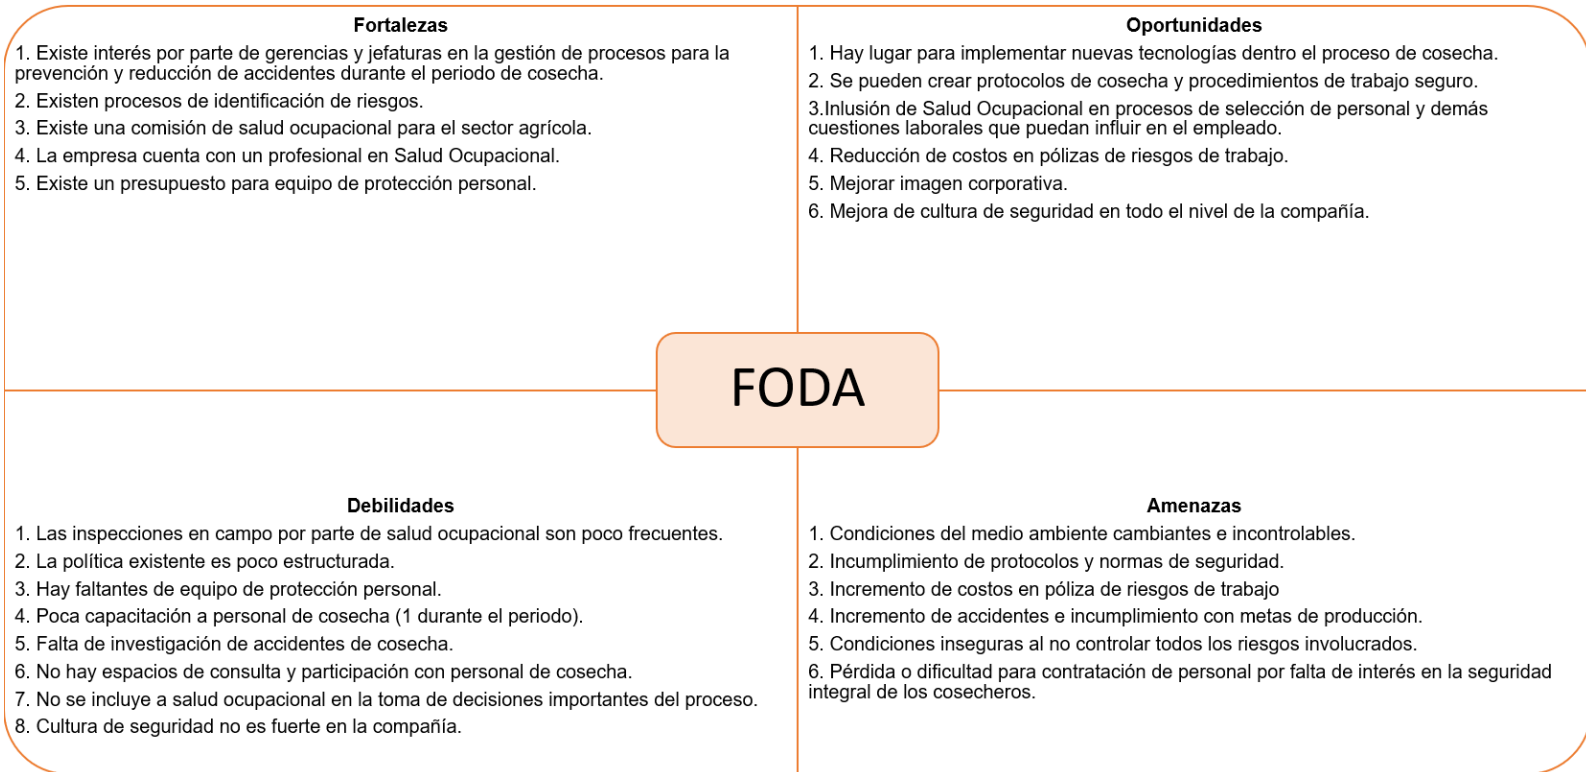 Fortalezas
1. Existe interés por parte de gerencias y jefaturas en la gestión de procesos para la
prevención y reducción de accidentes durante el periodo de cosecha.
2. Existen procesos de identificación de riesgos.
3. Existe una comisión de salud ocupacional para el sector agrícola.
4. La empresa cuenta con un profesional en Salud Ocupacional.
5. Existe un presupuesto para equipo de protección personal.
Oportunidades
1. Hay lugar para implementar nuevas tecnologías dentro el proceso de cosecha.
2. Se pueden crear protocolos de cosecha y procedimientos de trabajo seguro.
3.Inlusión de Salud Ocupacional en procesos de selección de personal y demás
cuestiones laborales que puedan influir en el empleado.
4. Reducción de costos en pólizas de riesgos de trabajo.
5. Mejorar imagen corporativa.
6. Mejora de cultura de seguridad en todo el nivel de la compañía.
FODA
Debilidades
1. Las inspecciones en campo por parte de salud ocupacional son poco frecuentes.
2. La política existente es poco estructurada.
3. Hay faltantes de equipo de protección personal.
4. Poca capacitación a personal de cosecha (1 durante el periodo).
5. Falta de investigación de accidentes de cosecha.
6. No hay espacios de consulta y participación con personal de cosecha.
7. No se incluye a salud ocupacional en la toma de decisiones importantes del proceso.
8. Cultura de seguridad no es fuerte en la compañía.
Amenazas
1. Condiciones del medio ambiente cambiantes e incontrolables.
2. Incumplimiento de protocolos y normas de seguridad.
3. Incremento de costos en póliza de riesgos de trabajo
4. Incremento de accidentes e incumplimiento con metas de producción.
5. Condiciones inseguras al no controlar todos los riesgos involucrados.
6. Pérdida o dificultad para contratación de personal por falta de interés en la seguridad
integral de los cosecheros.